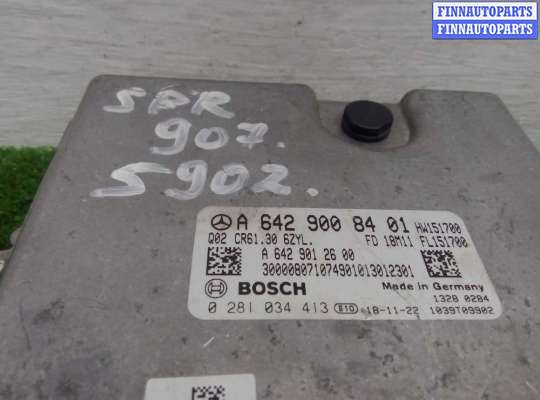 FINNAUTOPARTS
FINNAUTOPARTS
SPR
907.
S902.
A 642 900 84 01 HW151700
Q02 CR61.30 6ZYL. FD 18M11 FL151700
A 642 901 26 00
30000807107490101301 2301
BOSCH Made in Germany
1328 0284
0 281 034 413 E1D 18-11-22 1039T09902